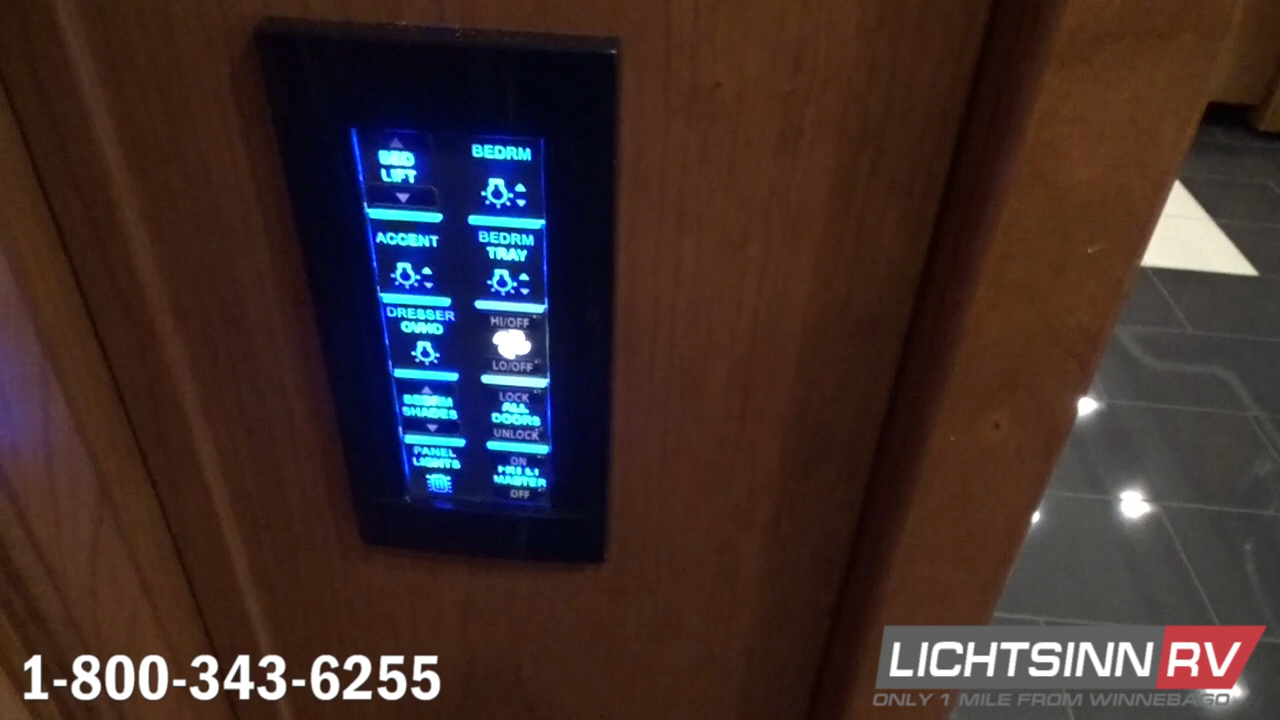 BED
LIFT
BEDRM
ACCENT
BEDRM
TRAY
DRESSER
OVHD
HI/OFF
LO/OFF
BEDRM
SHADES
LOCK
ALL
DOORS
UNLOCK
PANEL
LIGHTS
ON
MASTER
OFF
1-800-343-6255
LICHTSINN RV
ONLY 1 MILE FROM WINNEBAGO